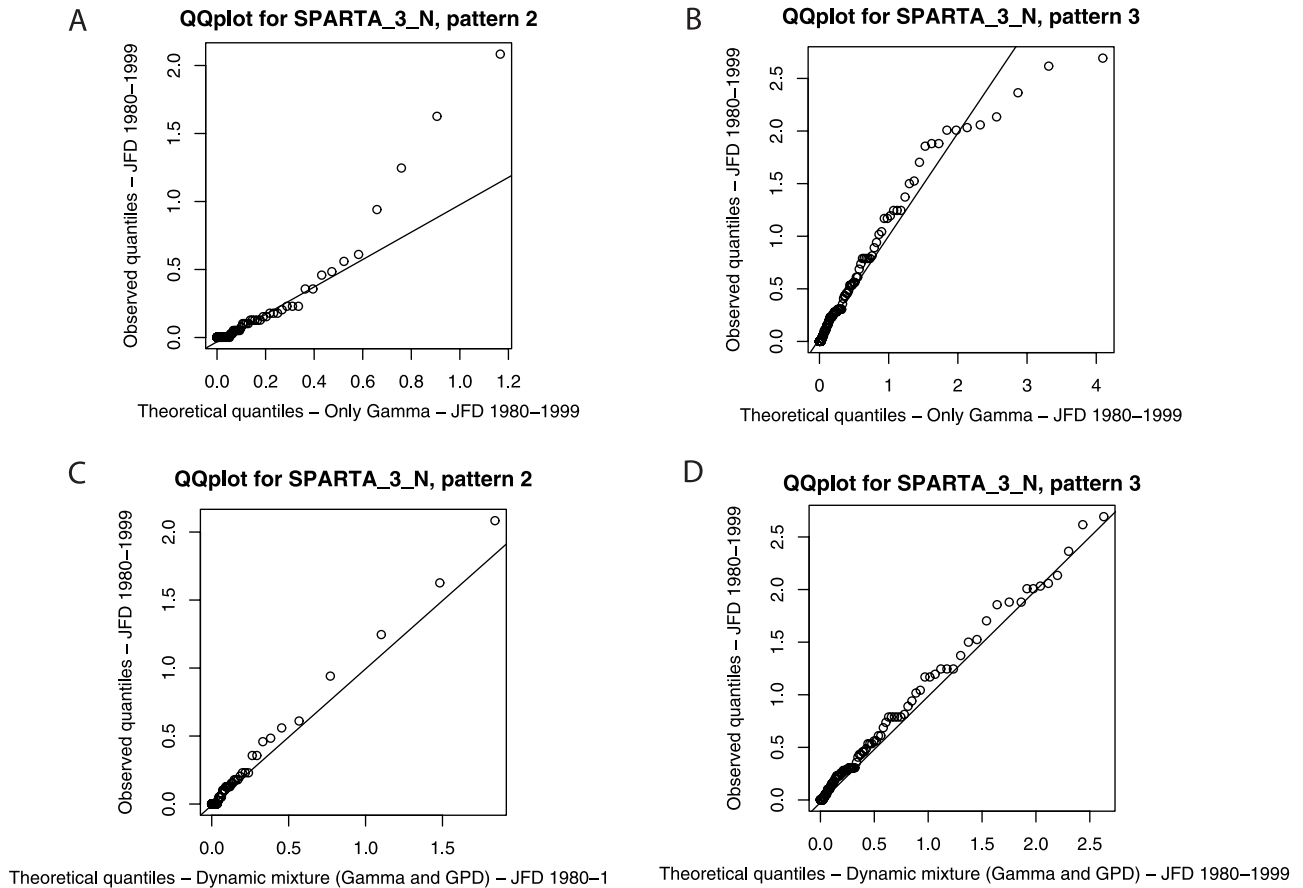 A
QQplot for SPARTA_3_N, pattern 2
Observed quantiles – JFD 1980–1999
2.0
1.5
1.0
0.5
0.0
0.0 0.2 0.4 0.6 0.8 1.0 1.2
Theoretical quantiles – Only Gamma – JFD 1980–1999
B
QQplot for SPARTA_3_N, pattern 3
Observed quantiles – JFD 1980–1999
2.5
2.0
1.5
1.0
0.5
0.0
0 1 2 3 4
Theoretical quantiles – Only Gamma – JFD 1980–1999
C
QQplot for SPARTA_3_N, pattern 2
Observed quantiles – JFD 1980–1999
2.0
1.5
1.0
0.5
0.0
0.0 0.5 1.0 1.5
Theoretical quantiles – Dynamic mixture (Gamma and GPD) – JFD 1980–1
D
QQplot for SPARTA_3_N, pattern 3
Observed quantiles – JFD 1980–1999
2.5
2.0
1.5
1.0
0.5
0.0
0.0 0.5 1.0 1.5 2.0 2.5
Theoretical quantiles – Dynamic mixture (Gamma and GPD) – JFD 1980–1999